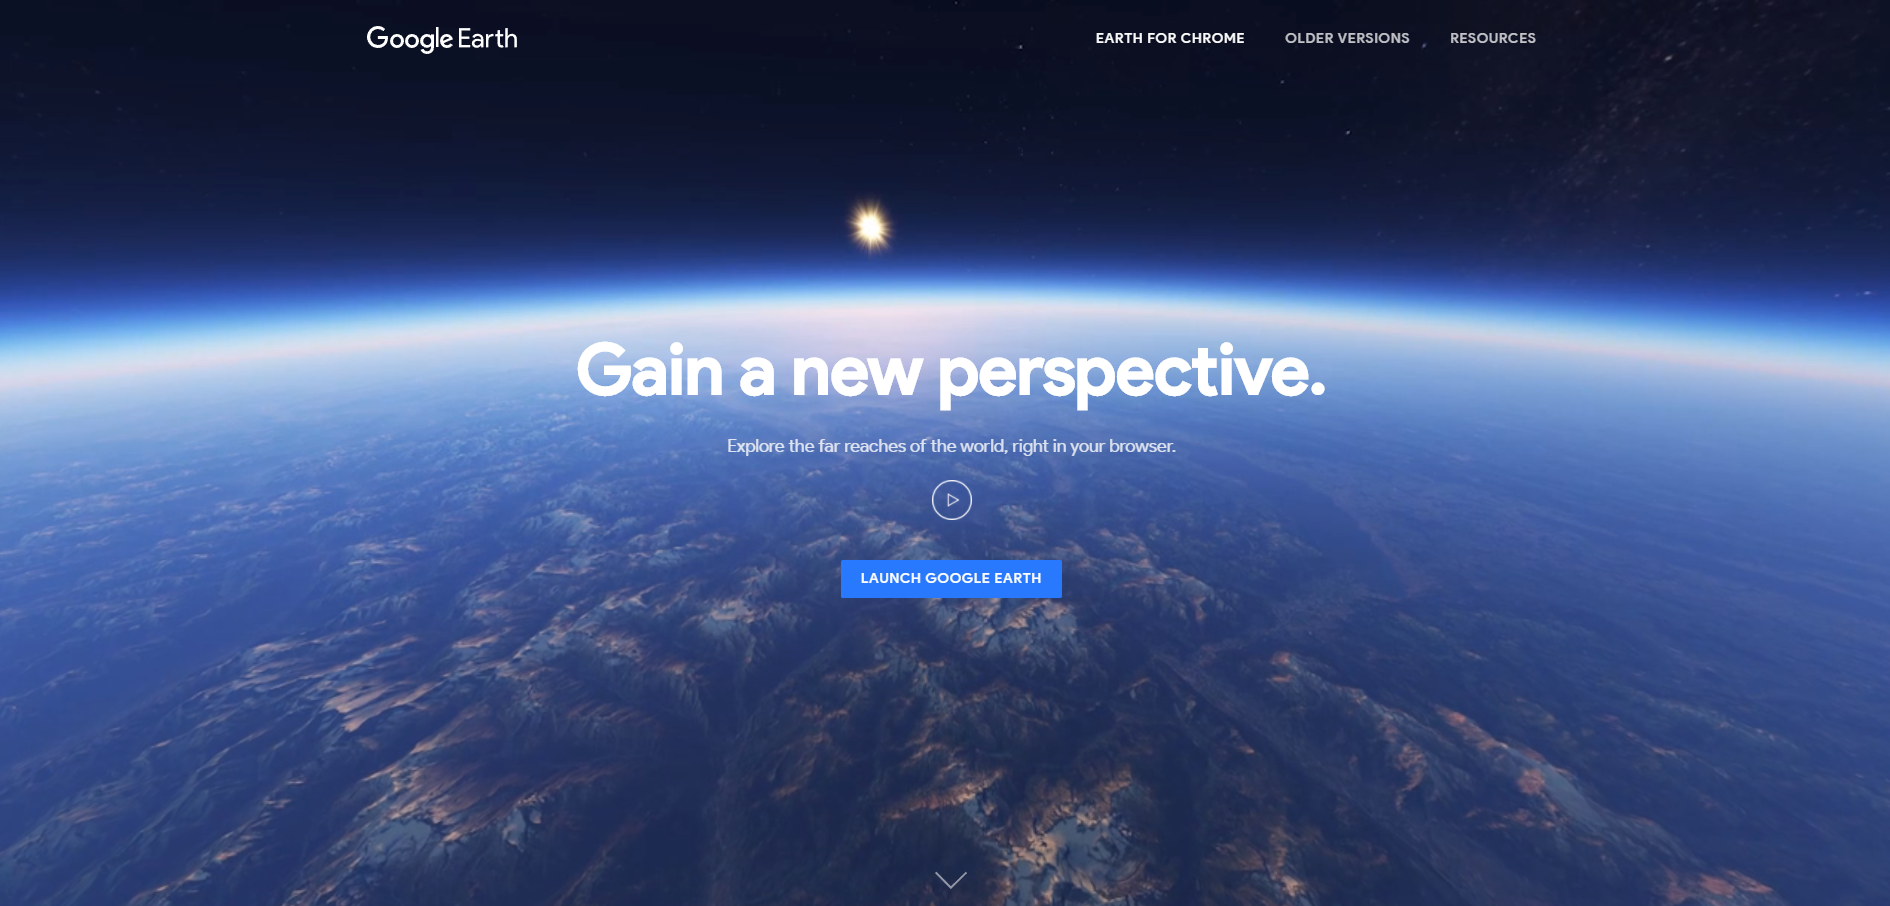 Google Earth
EARTH FOR CHROME
OLDER VERSIONS
RESOURCES
Gain a new perspective.
Explore the far reaches of the world, right in your browser.
LAUNCH GOOGLE EARTH